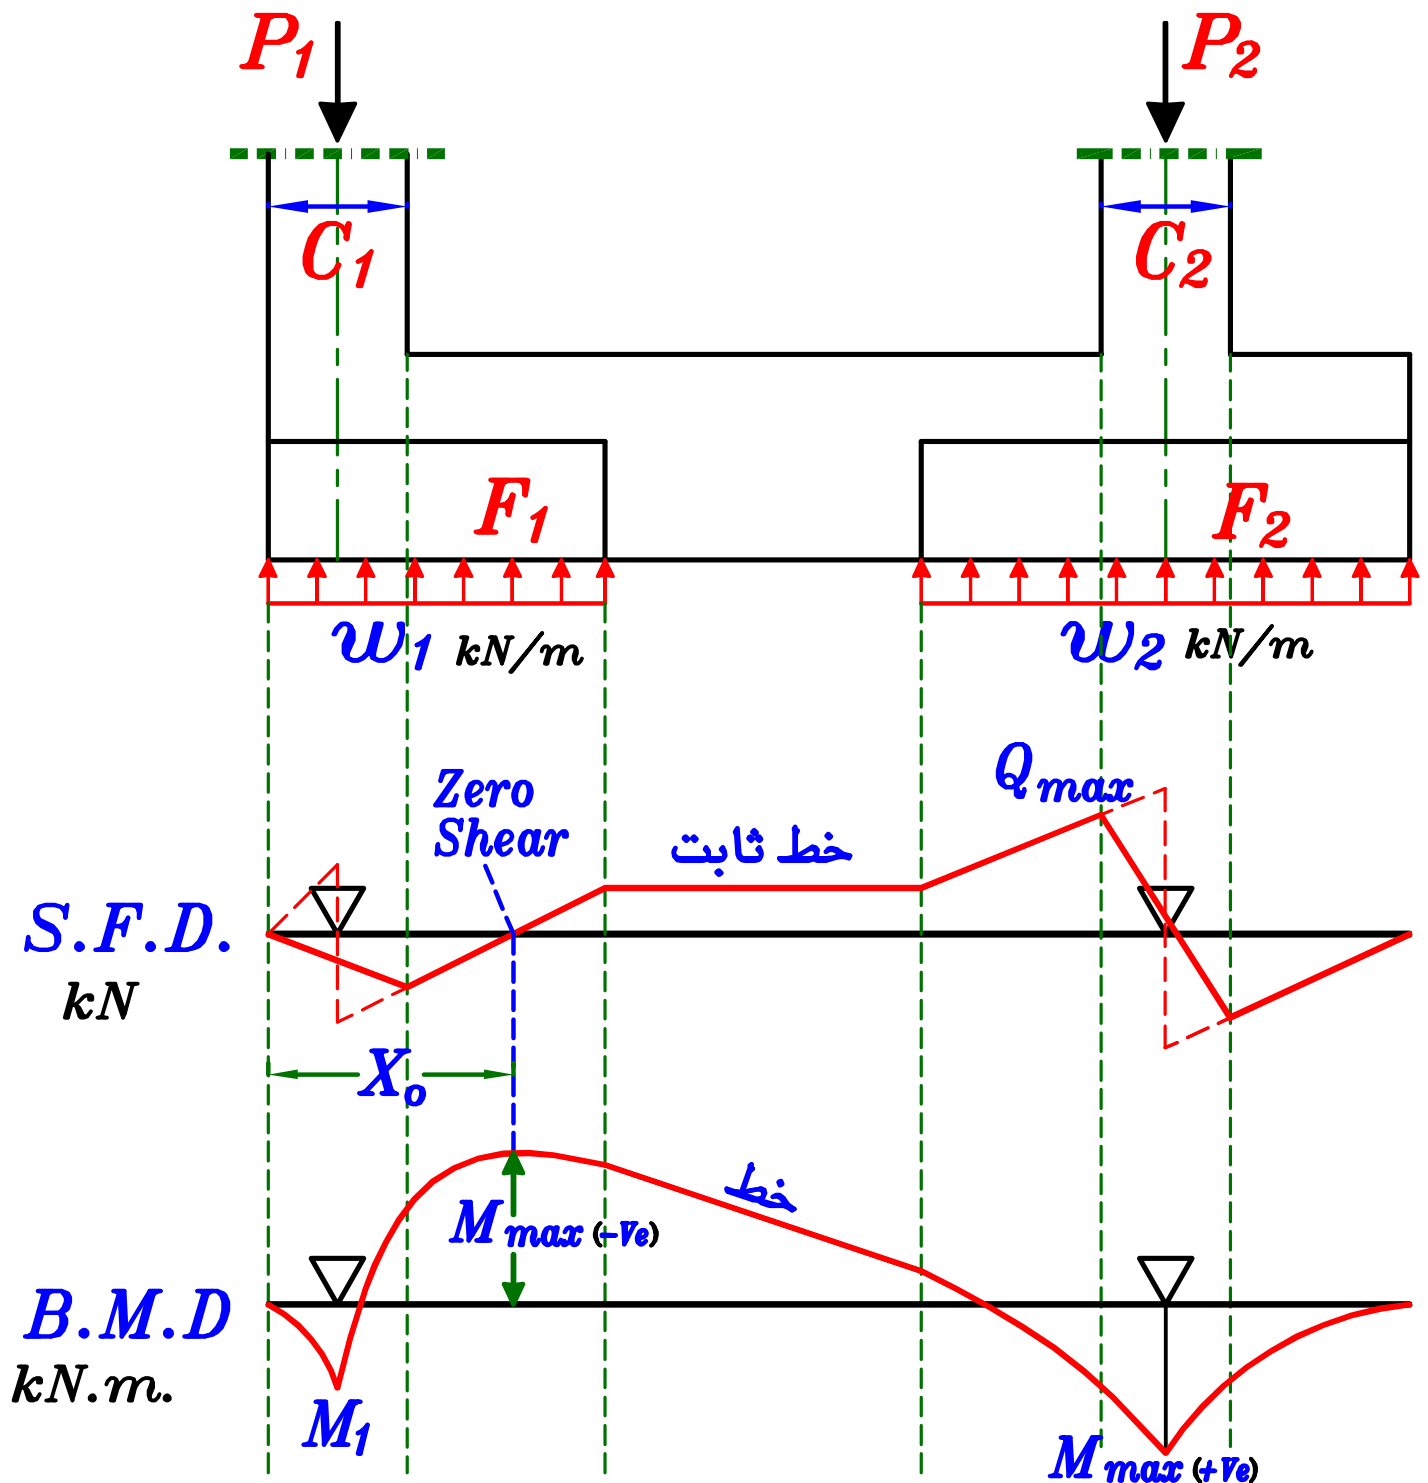 P1
P2
C1
C2
F1
F2
w1 kN/m
w2 kN/m
Zero
Shear
Qmax
خط ثابت
S.F.D.
kN
Xo
خط
Mmax (-Ve)
B.M.D
kN.m.
M1
Mmax (+Ve)